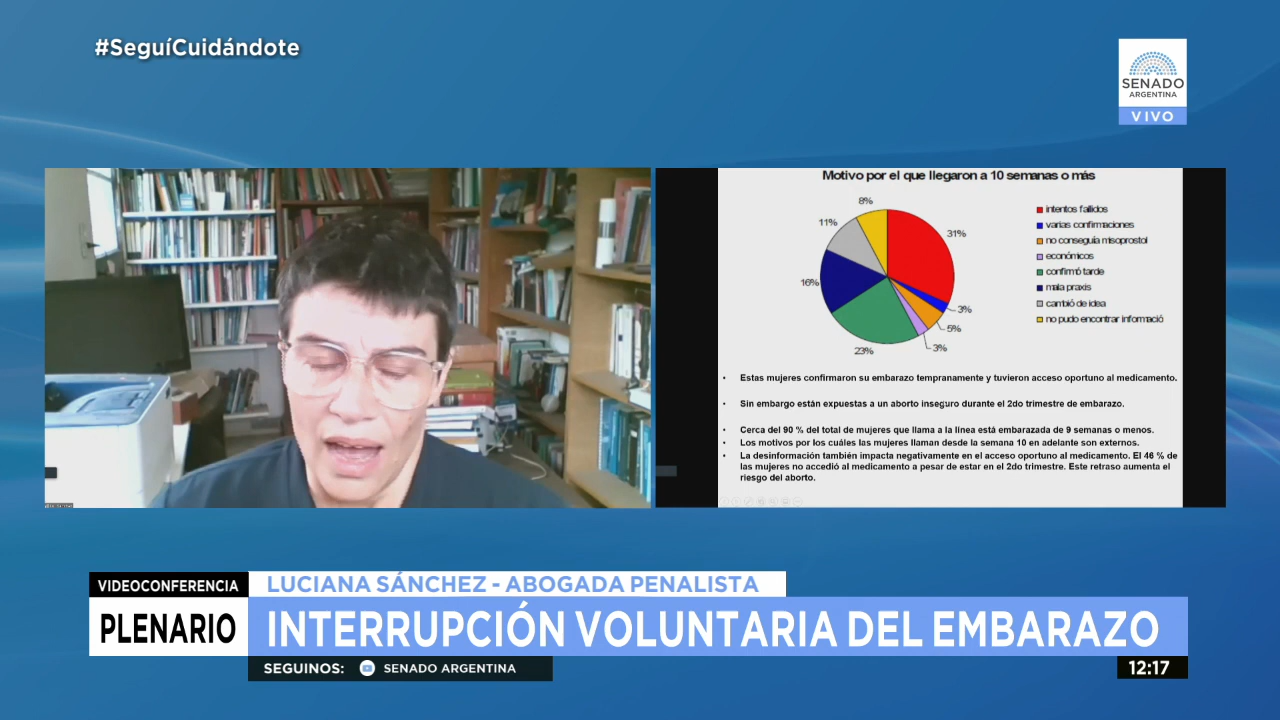 #SeguíCuidándote
SENADO
ARGENTINA
VIVO
Motivo por el que llegaron a 10 semanas o más
8%
11%
31%
16%
3%
5%
23%
3%
intentos fallidos
varias confirmaciones
no conseguía misoprostol
económicos
confirmó tarde
mala praxis
cambió de idea
no pudo encontrar informació
• Estas mujeres confirmaron su embarazo tempranamente y tuvieron acceso oportuno al medicamento.
• Sin embargo están expuestas a un aborto inseguro durante el 2do trimestre de embarazo.
• Cerca del 90 % del total de mujeres que llama a la línea está embarazada de 9 semanas o menos.
• Los motivos por los cuáles las mujeres llaman desde la semana 10 en adelante son externos.
• La desinformación también impacta negativamente en el acceso oportuno al medicamento. El 46 % de
las mujeres no accedió al medicamento a pesar de estar en el 2do trimestre. Este retraso aumenta el
riesgo del aborto.
VIDEOCONFERENCIA
LUCIANA SÁNCHEZ - ABOGADA PENALISTA
PLENARIO
INTERRUPCIÓN VOLUNTARIA DEL EMBARAZO
SEGUINOS: SENADO ARGENTINA
12:17